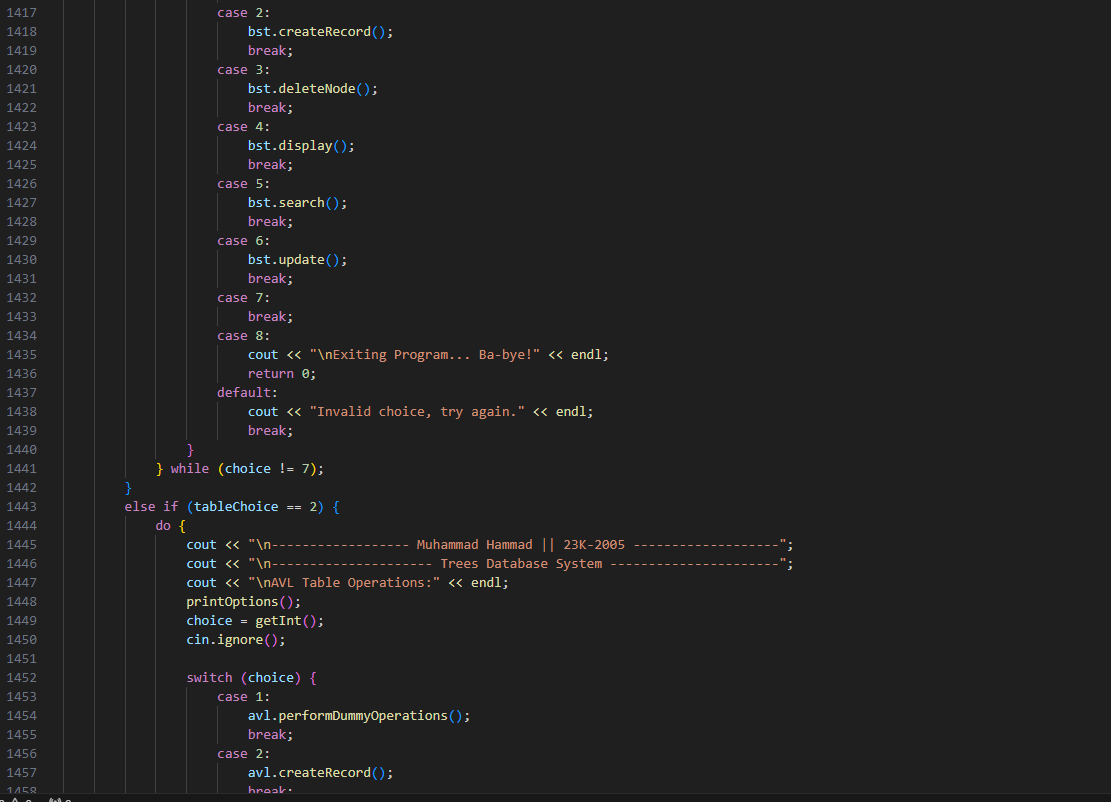 1417 case 2:
1418 bst.createRecord();
1419 break;
1420 case 3:
1421 bst.deleteNode();
1422 break;
1423 case 4:
1424 bst.display();
1425 break;
1426 case 5:
1427 bst.search();
1428 break;
1429 case 6:
1430 bst.update();
1431 break;
1432 case 7:
1433 break;
1434 case 8:
1435 cout << "\nExiting Program... Ba-bye!" << endl;
1436 return 0;
1437 default:
1438 cout << "Invalid choice, try again." << endl;
1439 break;
1440 }
1441 } while (choice != 7);
1442 }
1443 else if (tableChoice == 2) {
1444 do {
1445 cout << "\n------------------ Muhammad Hammad || 23K-2005 -------------------";
1446 cout << "\n--------------------- Trees Database System ----------------------";
1447 cout << "\nAVL Table Operations:" << endl;
1448 printOptions();
1449 choice = getInt();
1450 cin.ignore();
1451
1452 switch (choice) {
1453 case 1:
1454 avl.performDummyOperations();
1455 break;
1456 case 2:
1457 avl.createRecord();
1458 break;